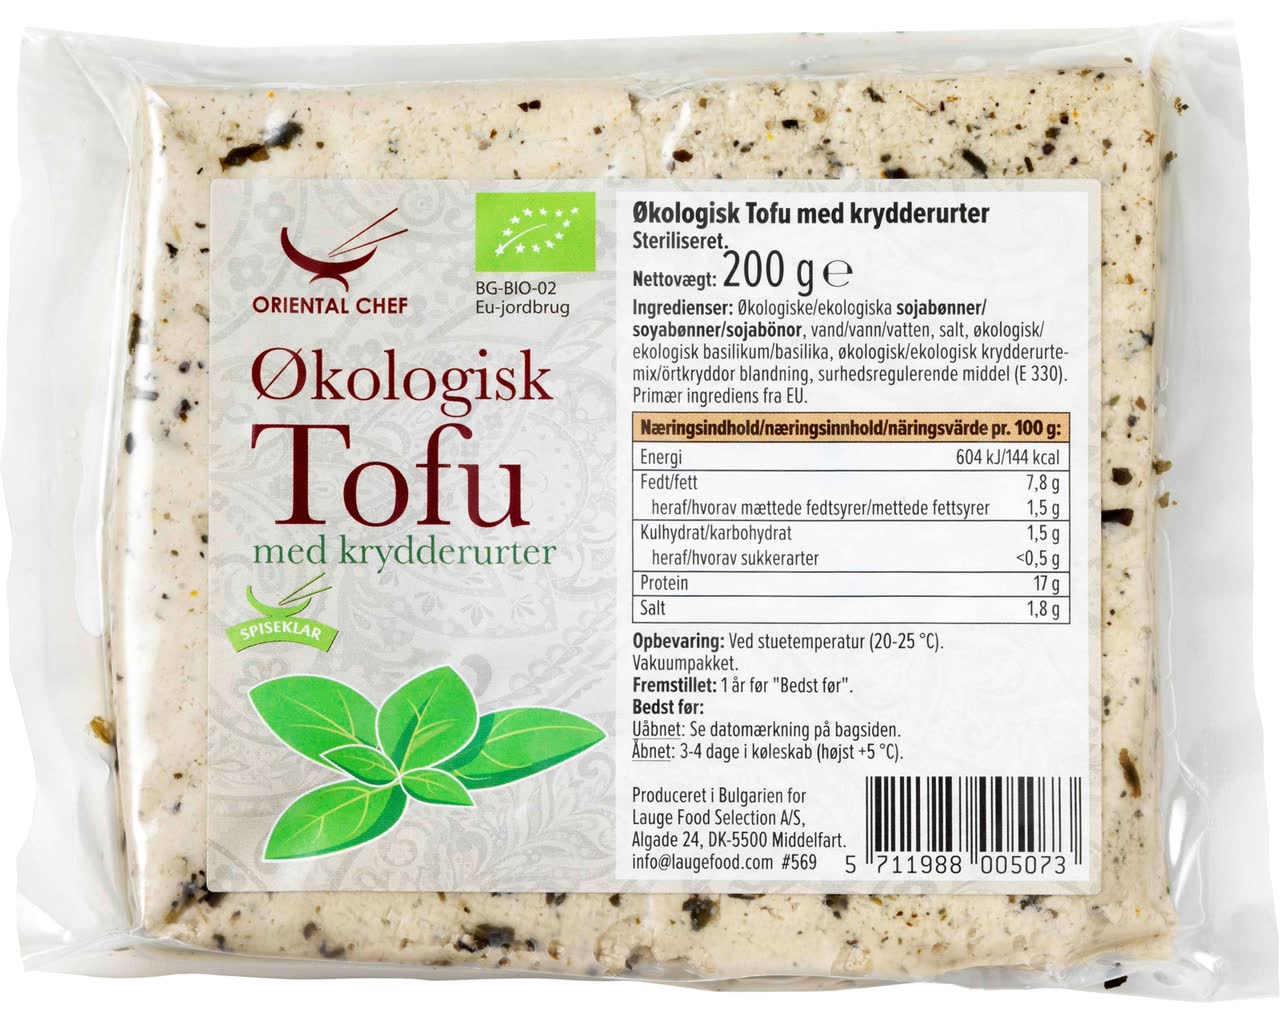 ORIENTAL CHEF
BG-BIO-02
Eu-jordbrug
Økologisk
Tofu
med krydderurter
SPISEKLAR
Økologisk Tofu med krydderurter
Steriliseret.
Nettovægt: 200 g ℮
Ingredienser: Økologiske/ekologiska sojabønner/
soyabønner/sojabönor, vand/vann/vatten, salt, økologisk/
ekologisk basilikum/basilika, økologisk/ekologisk krydderurte-
mix/örtkryddor blandning, surhedsregulerende middel (E 330).
Primær ingrediens fra EU.
Næringsindhold/næringsinnhold/näringsvärde pr. 100 g:
Energi 604 kJ/144 kcal
Fedt/fett 7,8 g
heraf/hvorav mættede fedtsyrer/mettede fettsyrer 1,5 g
Kulhydrat/karbohydrat 1,5 g
heraf/hvorav sukkerarter <0,5 g
Protein 17 g
Salt 1,8 g
Opbevaring: Ved stuetemperatur (20-25 °C).
Vakuumpakket.
Fremstillet: 1 år før "Bedst før".
Bedst før:
Uåbnet: Se datomærkning på bagsiden.
Åbnet: 3-4 dage i køleskab (højst +5 °C).
Produceret i Bulgarien for
Lauge Food Selection A/S,
Algade 24, DK-5500 Middelfart.
info@laugefood.com #569
5 711988 005073